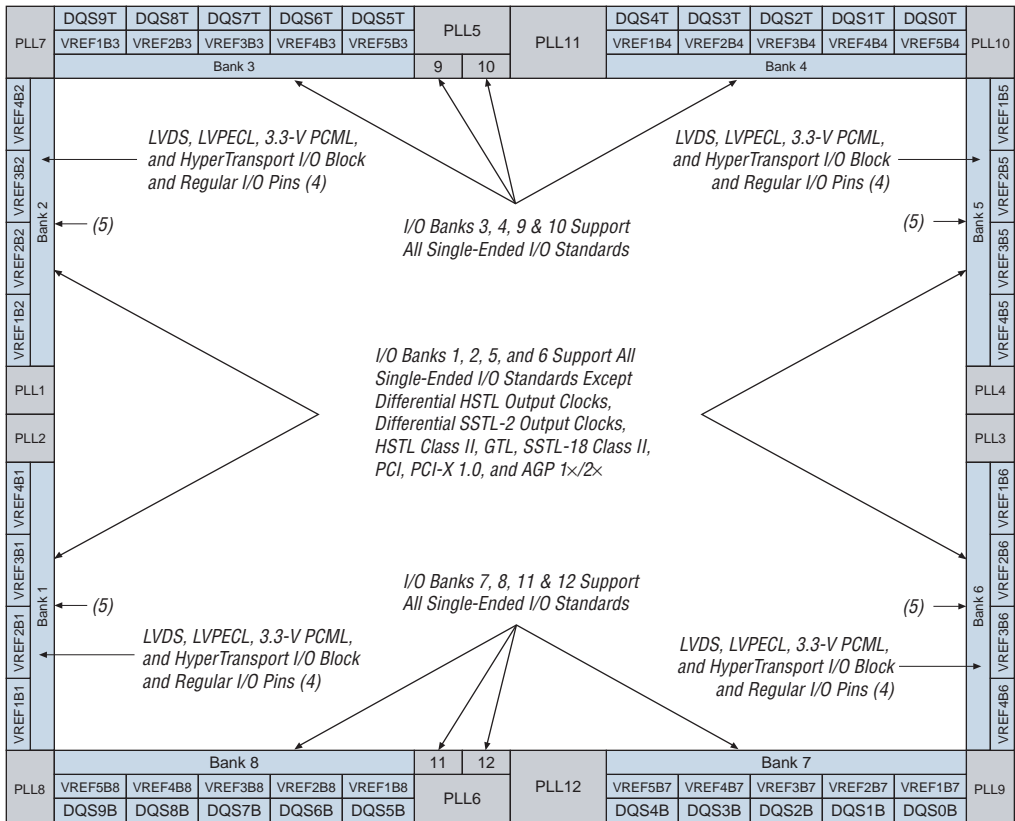 PLL7
DQS9T DQS8T DQS7T DQS6T DQS5T
VREF1B3 VREF2B3 VREF3B3 VREF4B3 VREF5B3
Bank 3
PLL5
9 10
PLL11
DQS4T DQS3T DQS2T DQS1T DQS0T
VREF1B4 VREF2B4 VREF3B4 VREF4B4 VREF5B4
Bank 4
PLL10
VREF4B2
VREF3B2
VREF2B2
VREF1B2
Bank 2
LVDS, LVPECL, 3.3-V PCML,
and HyperTransport I/O Block
and Regular I/O Pins (4)
(5)
LVDS, LVPECL, 3.3-V PCML,
and HyperTransport I/O Block
and Regular I/O Pins (4)
(5)
Bank 5
VREF1B5
VREF2B5
VREF3B5
VREF4B5
I/O Banks 3, 4, 9 & 10 Support
All Single-Ended I/O Standards
I/O Banks 1, 2, 5, and 6 Support All
Single-Ended I/O Standards Except
Differential HSTL Output Clocks,
Differential SSTL-2 Output Clocks,
HSTL Class II, GTL, SSTL-18 Class II,
PCI, PCI-X 1.0, and AGP 1×/2×
PLL1
PLL2
PLL4
PLL3
VREF4B1
VREF3B1
VREF2B1
VREF1B1
Bank 1
I/O Banks 7, 8, 11 & 12 Support
All Single-Ended I/O Standards
(5)
LVDS, LVPECL, 3.3-V PCML,
and HyperTransport I/O Block
and Regular I/O Pins (4)
(5)
LVDS, LVPECL, 3.3-V PCML,
and HyperTransport I/O Block
and Regular I/O Pins (4)
Bank 6
VREF1B6
VREF2B6
VREF3B6
VREF4B6
PLL8
Bank 8
VREF5B8 VREF4B8 VREF3B8 VREF2B8 VREF1B8
DQS9B DQS8B DQS7B DQS6B DQS5B
11 12
PLL6
PLL12
Bank 7
VREF5B7 VREF4B7 VREF3B7 VREF2B7 VREF1B7
DQS4B DQS3B DQS2B DQS1B DQS0B
PLL9